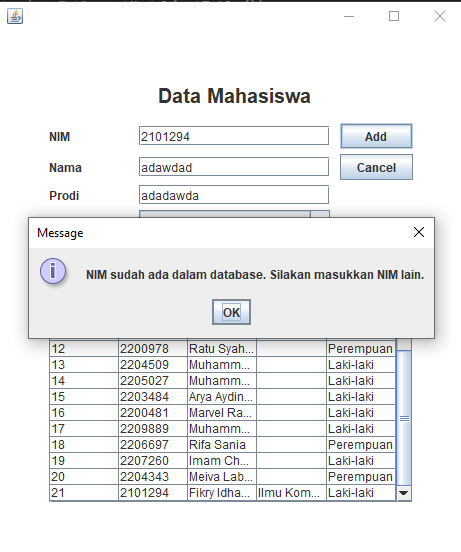 Data Mahasiswa
NIM 2101294 Add
Nama adawdad Cancel
Prodi adadawda
Message
NIM sudah ada dalam database. Silakan masukkan NIM lain.
OK
12 2200978 Ratu Syah... Perempuan
13 2204509 Muhamm... Laki-laki
14 2205027 Muhamm... Laki-laki
15 2203484 Arya Aydin... Laki-laki
16 2200481 Marvel Ra... Laki-laki
17 2209889 Muhamm... Laki-laki
18 2206697 Rifa Sania Perempuan
19 2207260 Imam Ch... Laki-laki
20 2204343 Meiva Lab... Perempuan
21 2101294 Fikry Idha... Ilmu Kom... Laki-laki